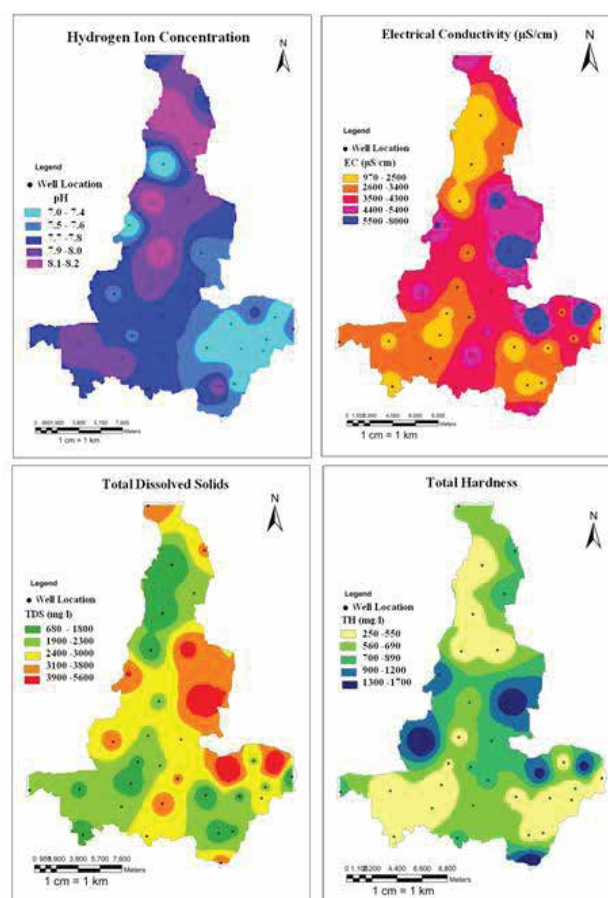 Hydrogen Ion Concentration
N
Legend
Well Location
pH
7.0 - 7.4
7.5 - 7.6
7.7 - 7.8
7.9 - 8.0
8.1 -8.2
Meters
1 cm = 1 km
Electrical Conductivity (µS/cm)
N
Legend
Well Location
EC (µS/cm)
970 - 2500
2600-3400
3500 - 4300
4400 - 5400
5500 -8000
Meters
1 cm = 1 km
Total Dissolved Solids
N
Legend
Well Location
TDS (mg/l)
680 - 1800
1900 -2300
2400 -3000
3100 -3800
3900 -5600
Meters
1 cm = 1 km
Total Hardness
N
Legend
Well Location
TH (mg/l)
250 -550
560 -690
700 -890
900 -1200
1300 -1700
Meters
1 cm = 1 km